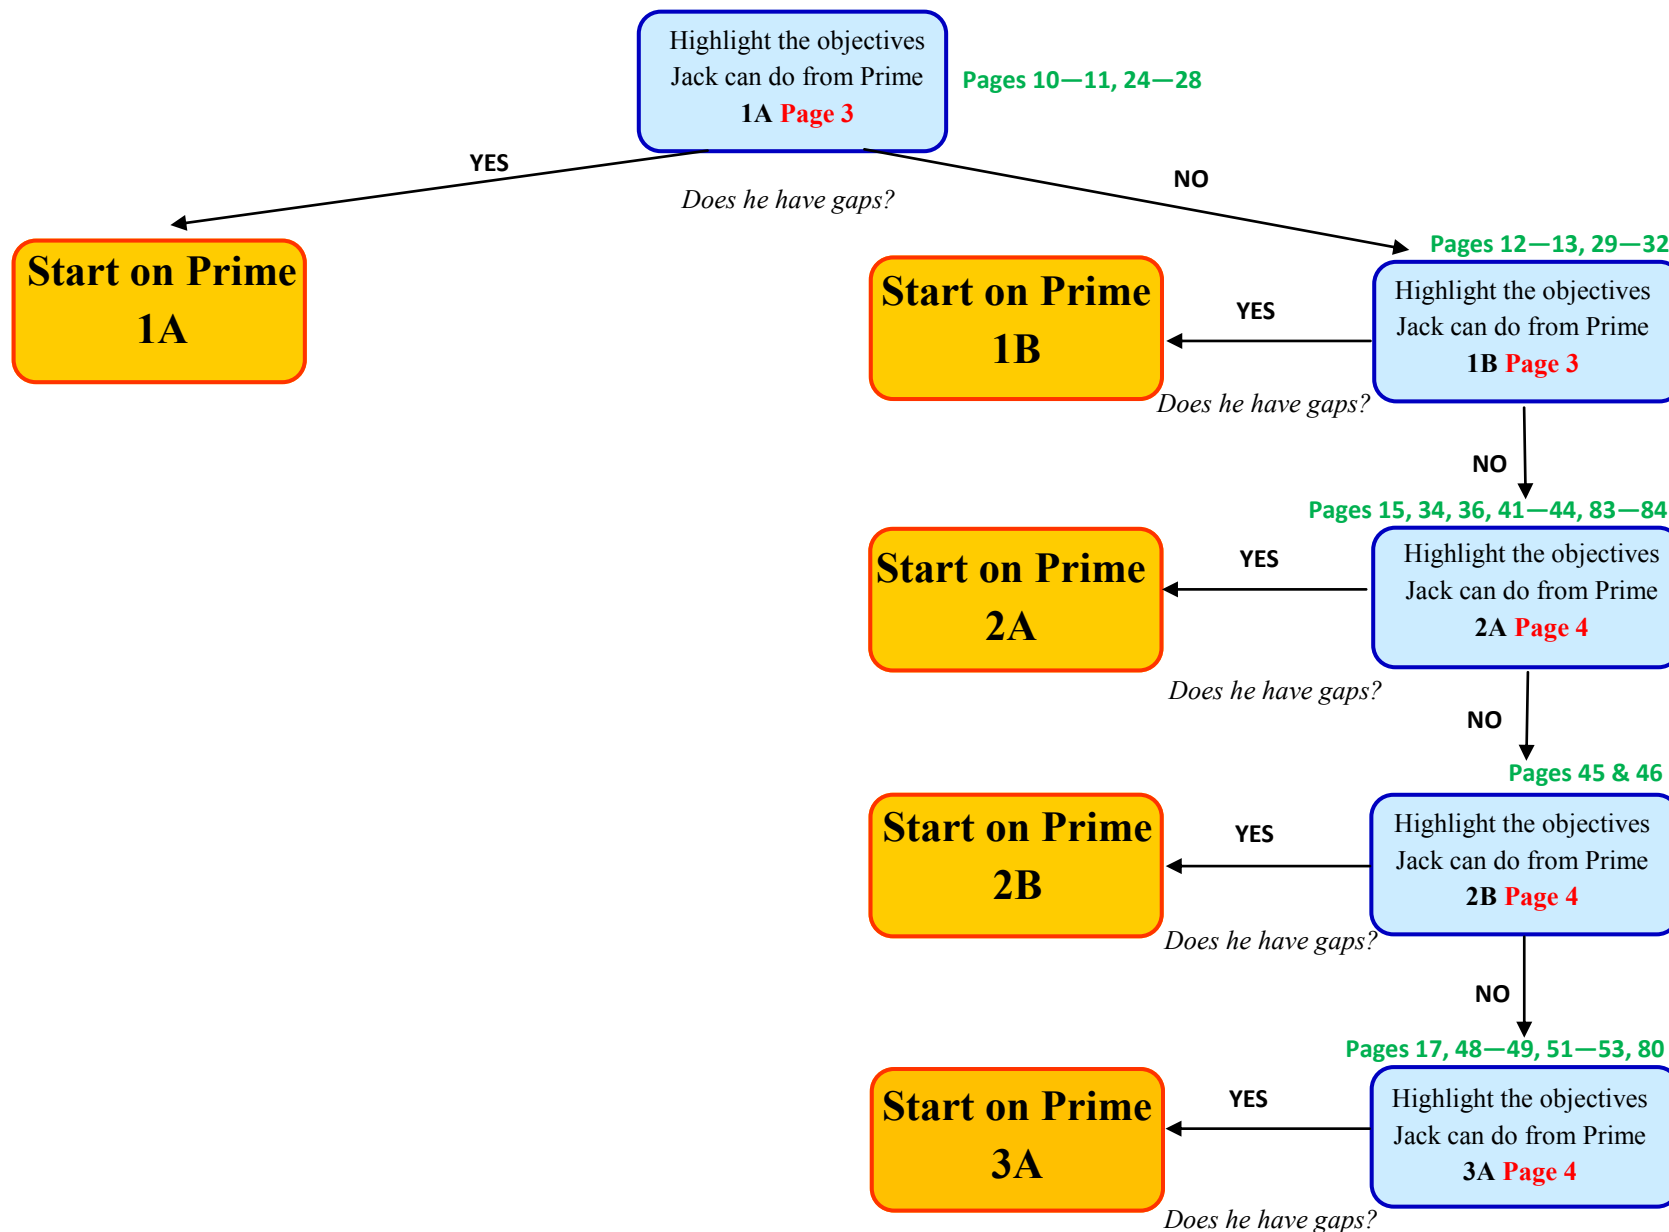 Highlight the objectives
Jack can do from Prime
1A Page 3
Pages 10—11, 24—28
YES
Does he have gaps?
NO
Start on Prime
1A
Pages 12—13, 29—32
Start on Prime
1B
YES
Highlight the objectives
Jack can do from Prime
1B Page 3
Does he have gaps?
NO
Pages 15, 34, 36, 41—44, 83—84
Start on Prime
2A
YES
Highlight the objectives
Jack can do from Prime
2A Page 4
Does he have gaps?
NO
Pages 45 & 46
Start on Prime
2B
YES
Highlight the objectives
Jack can do from Prime
2B Page 4
Does he have gaps?
NO
Pages 17, 48—49, 51—53, 80
Start on Prime
3A
YES
Highlight the objectives
Jack can do from Prime
3A Page 4
Does he have gaps?